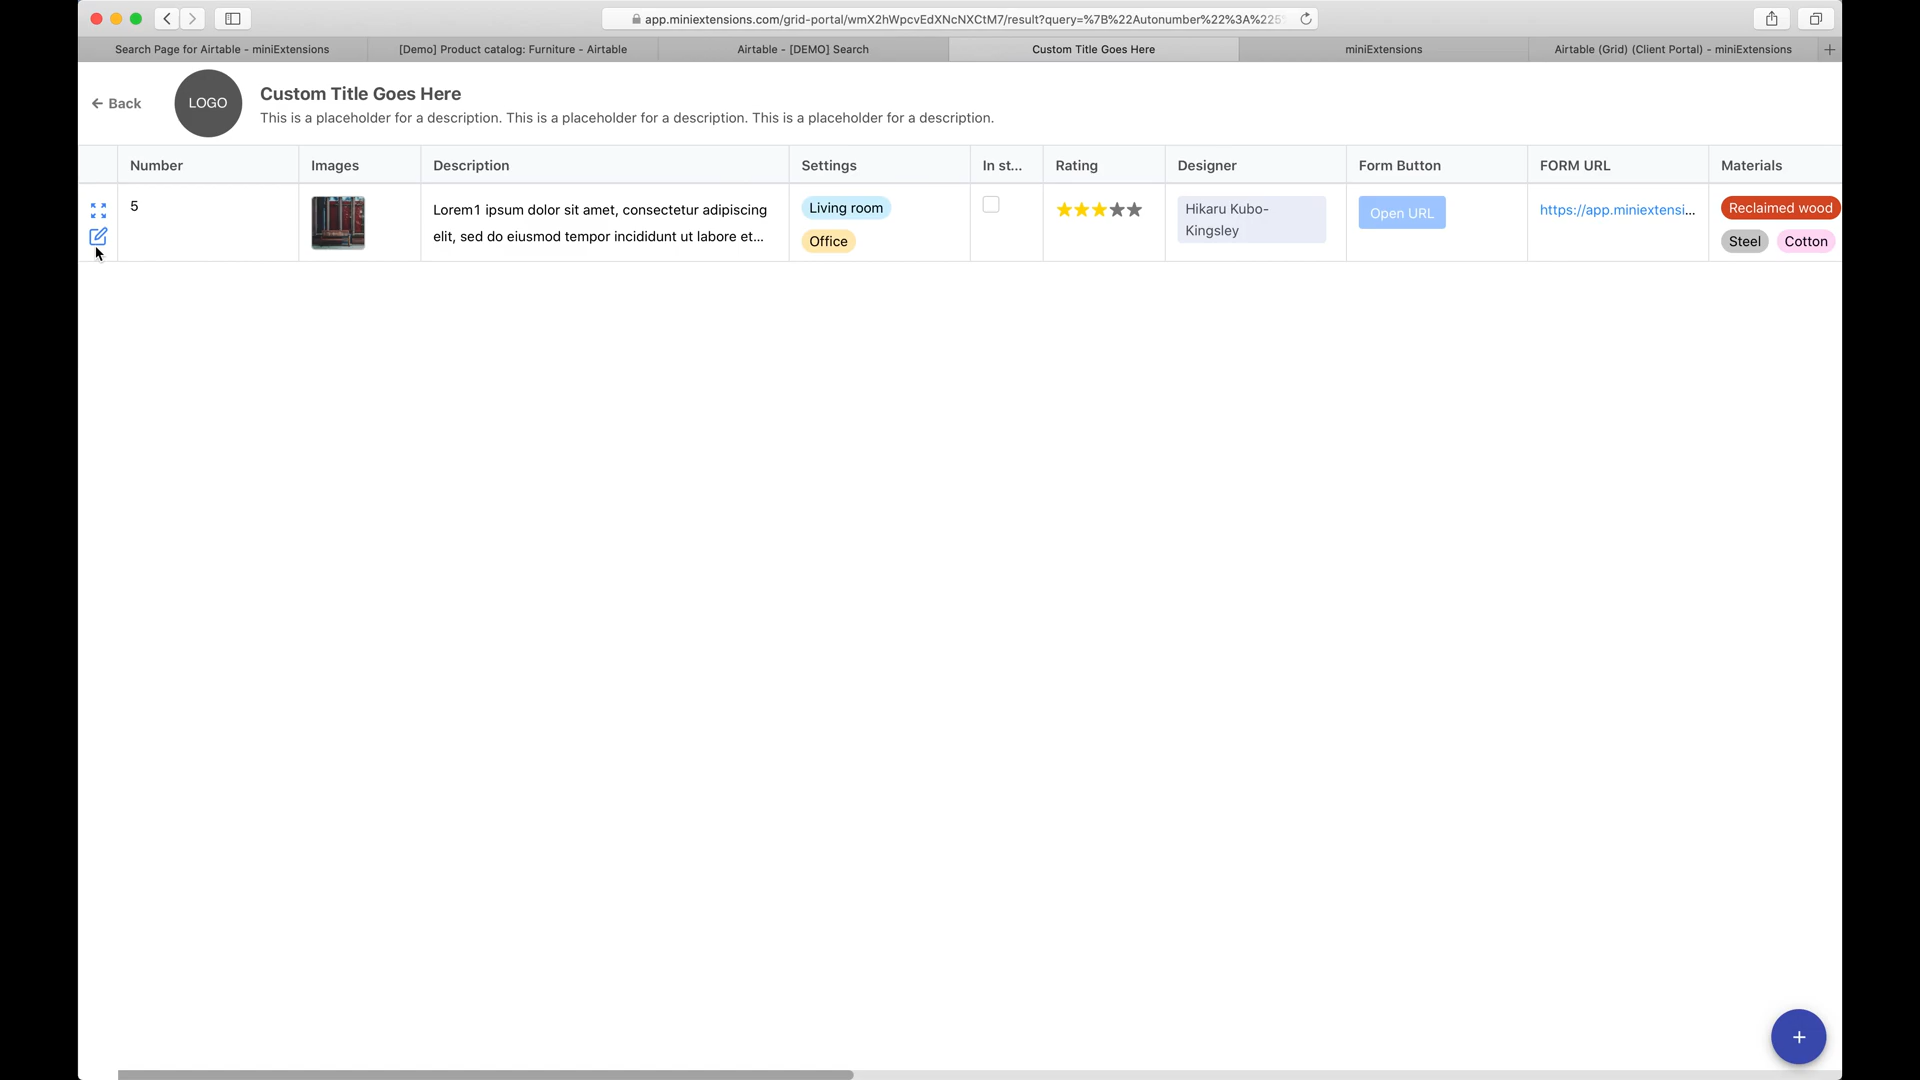 app.miniextensions.com/grid-portal/wmX2hWpcvEdXNcNXCtM7/result?query=%7B%22Autonumber%22%3A%225
Search Page for Airtable - miniExtensions
[Demo] Product catalog: Furniture - Airtable
Airtable - [DEMO] Search
Custom Title Goes Here
miniExtensions
Airtable (Grid) (Client Portal) - miniExtensions
Back
LOGO
Custom Title Goes Here
This is a placeholder for a description. This is a placeholder for a description. This is a placeholder for a description.
Number Images Description Settings In st... Rating Designer Form Button FORM URL Materials
5
Lorem1 ipsum dolor sit amet, consectetur adipiscing
elit, sed do eiusmod tempor incididunt ut labore et...
Living room
Office
Hikaru Kubo-
Kingsley
Open URL
https://app.miniextensi...
Reclaimed wood
Steel Cotton